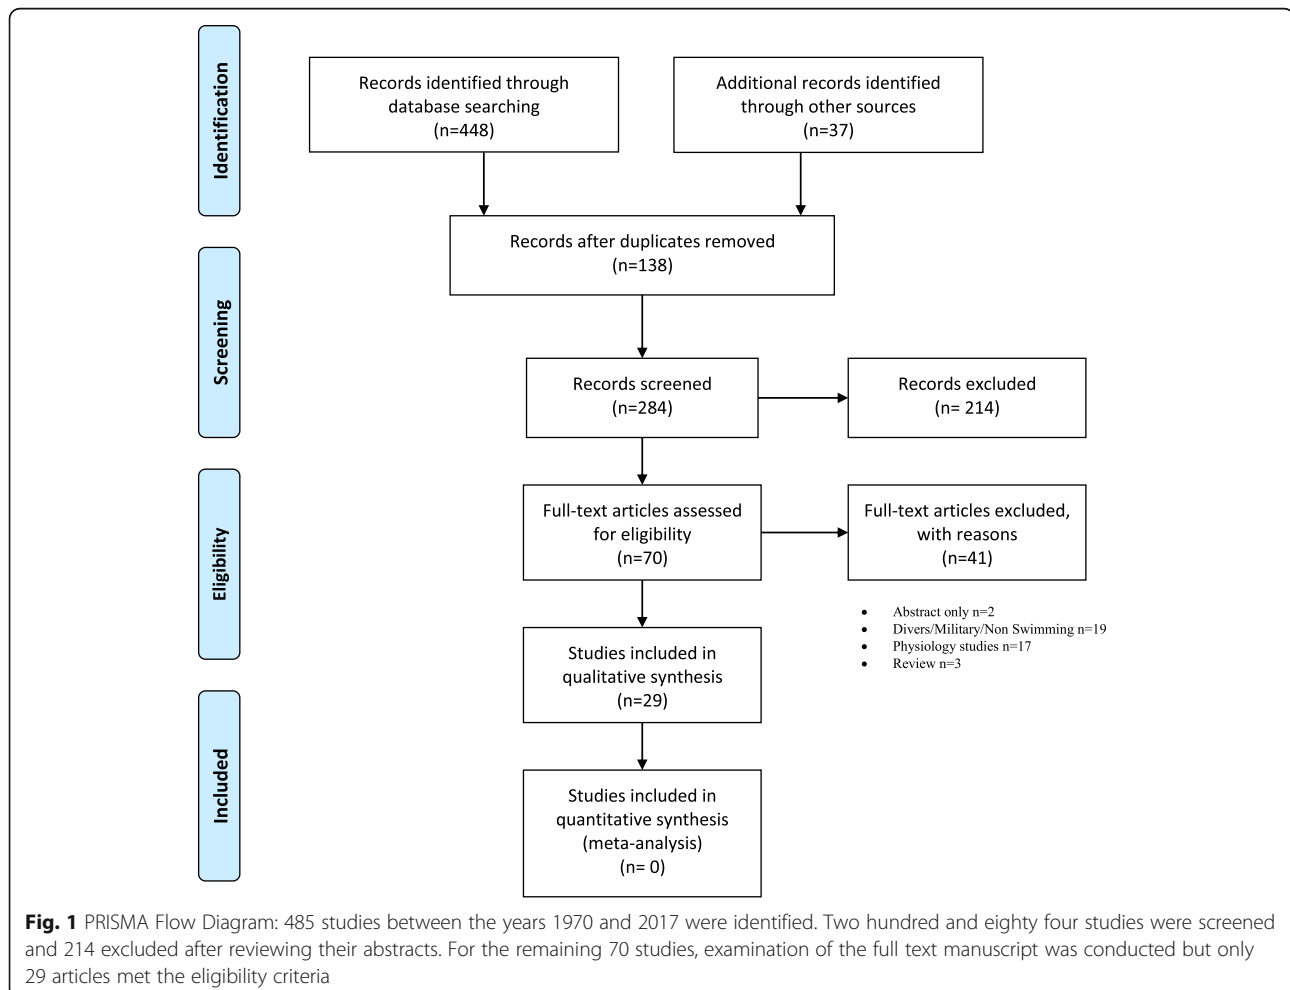 Identification
Records identified through
database searching
(n=448)
Additional records identified
through other sources
(n=37)
Records after duplicates removed
(n=138)
Screening
Records screened
(n=284)
Records excluded
(n= 214)
Eligibility
Full-text articles assessed
for eligibility
(n=70)
Full-text articles excluded,
with reasons
(n=41)
• Abstract only n=2
• Divers/Military/Non Swimming n=19
• Physiology studies n=17
• Review n=3
Studies included in
qualitative synthesis
(n=29)
Included
Studies included in
quantitative synthesis
(meta-analysis)
(n= 0)
Fig. 1 PRISMA Flow Diagram: 485 studies between the years 1970 and 2017 were identified. Two hundred and eighty four studies were screened
and 214 excluded after reviewing their abstracts. For the remaining 70 studies, examination of the full text manuscript was conducted but only
29 articles met the eligibility criteria